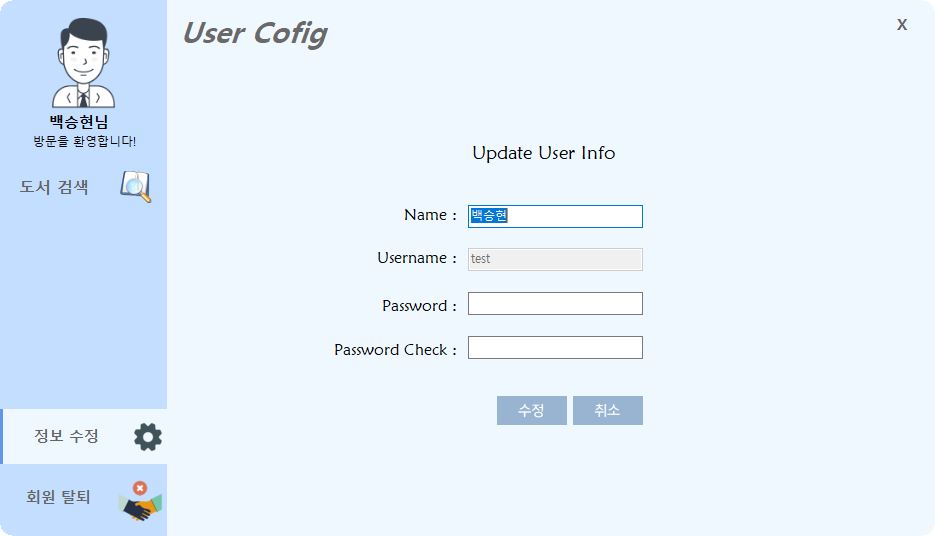 User Cofig
X
백승현님
방문을 환영합니다!
도서 검색
정보 수정
회원 탈퇴
Update User Info
Name : 백승현
Username : test
Password :
Password Check :
수정 취소